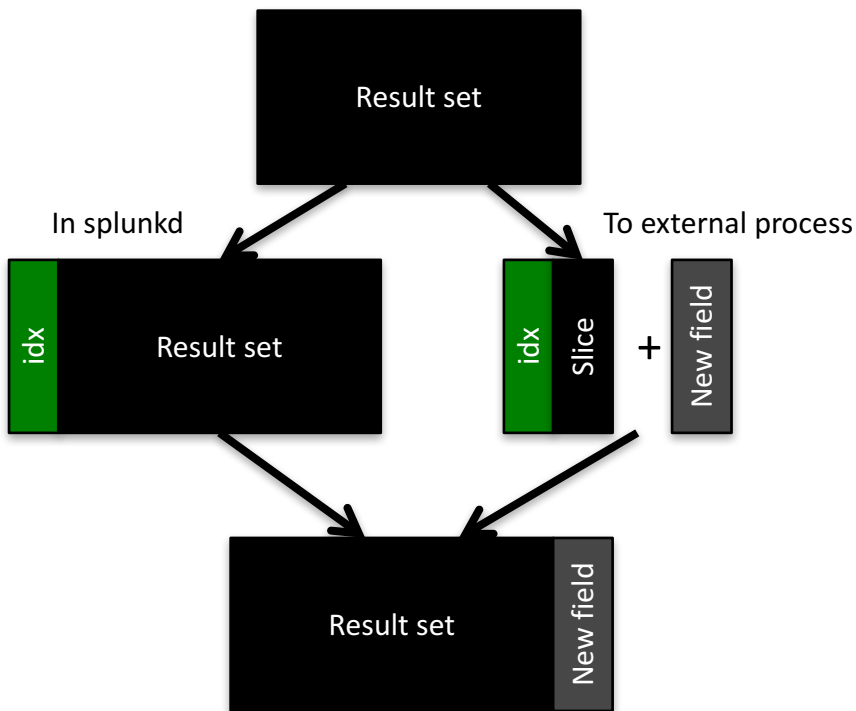 Result set
In splunkd
To external process
idx
Result set
idx
Slice
+
New field
Result set
New field